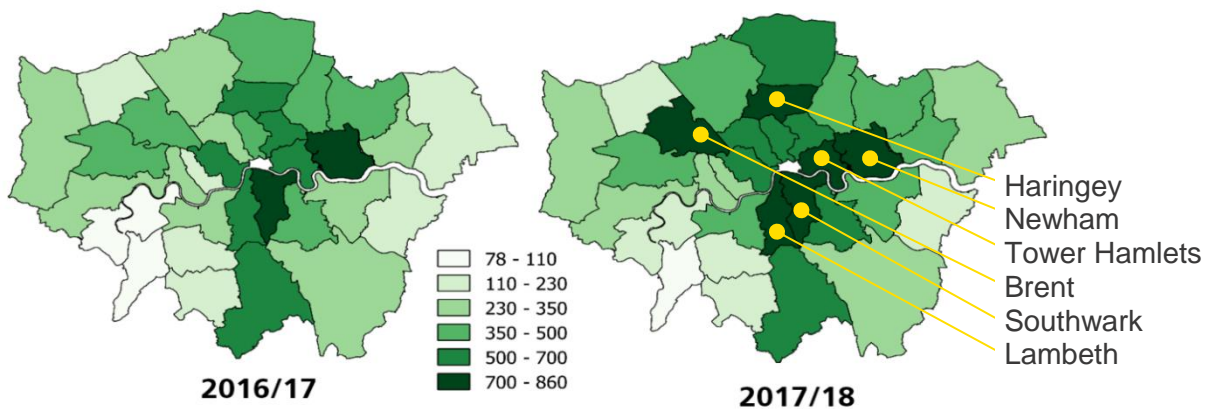 78 - 110
110 - 230
230 - 350
350 - 500
500 - 700
700 - 860
2016/17
2017/18
Haringey
Newham
Tower Hamlets
Brent
Southwark
Lambeth